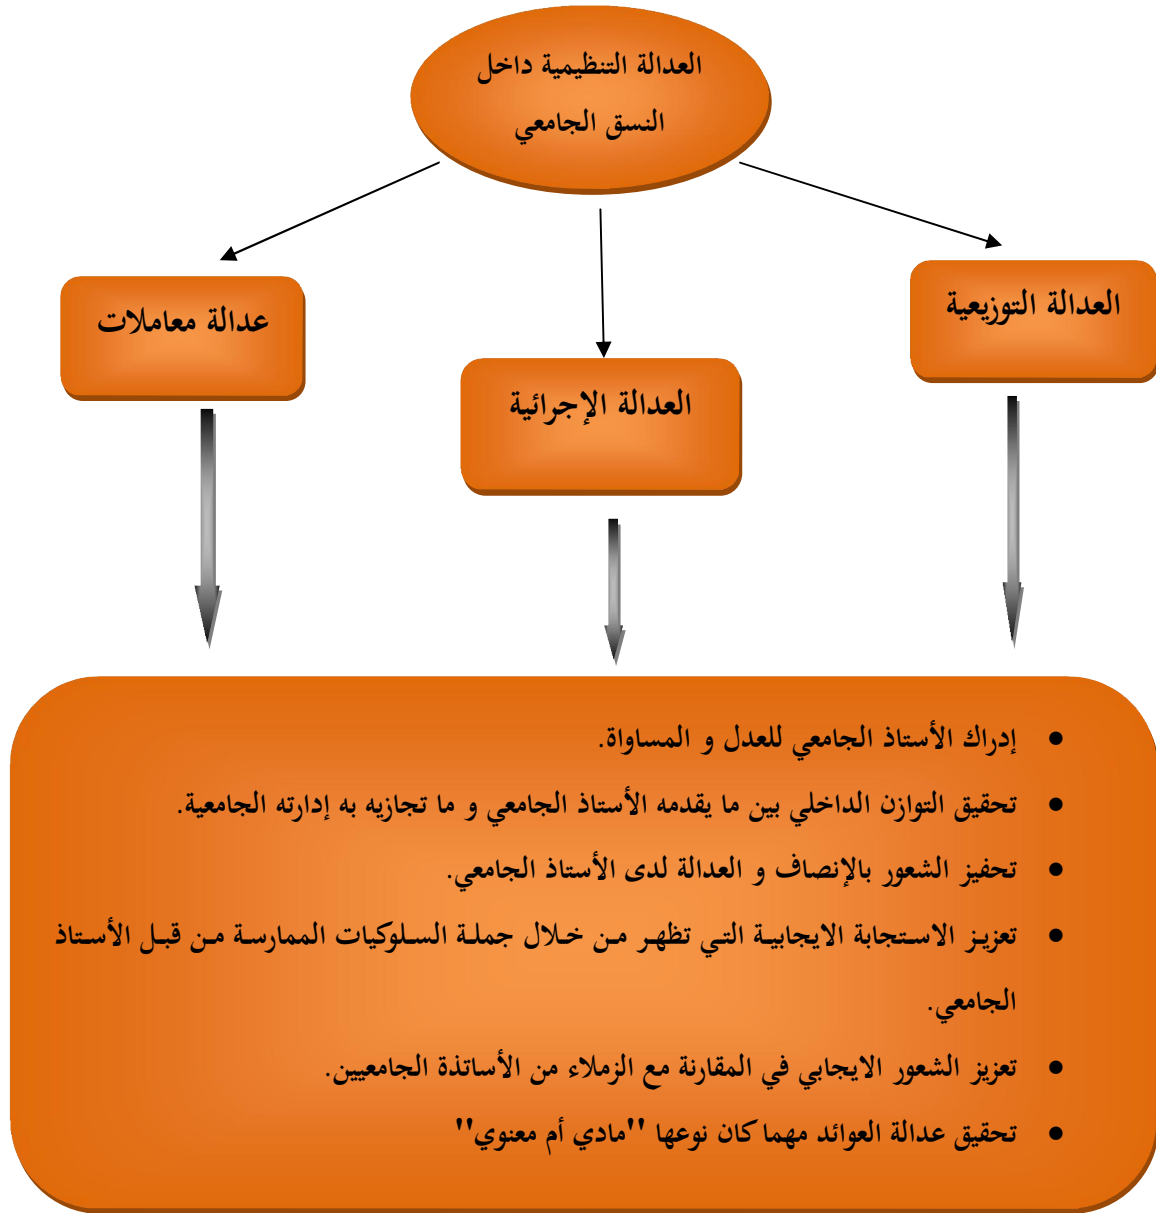 العدالة التنظيمية داخل
النسق الجامعي
العدالة التوزيعية
عدالة معاملات
العدالة الإجرائية
• إدراك الأستاذ الجامعي للعدل و المساواة.
• تحقيق التوازن الداخلي بين ما يقدمه الأستاذ الجامعي و ما تجازيه به إدارته الجامعية.
• تحفيز الشعور بالإنصاف و العدالة لدى الأستاذ الجامعي.
• تعزيز الاستجابة الايجابية التي تظهر من خلال جملة السلوكيات الممارسة من قبل الأستاذ
الجامعي.
• تعزيز الشعور الايجابي في المقارنة مع الزملاء من الأساتذة الجامعيين.
• تحقيق عدالة العوائد مهما كان نوعها ''مادي أم معنوي''